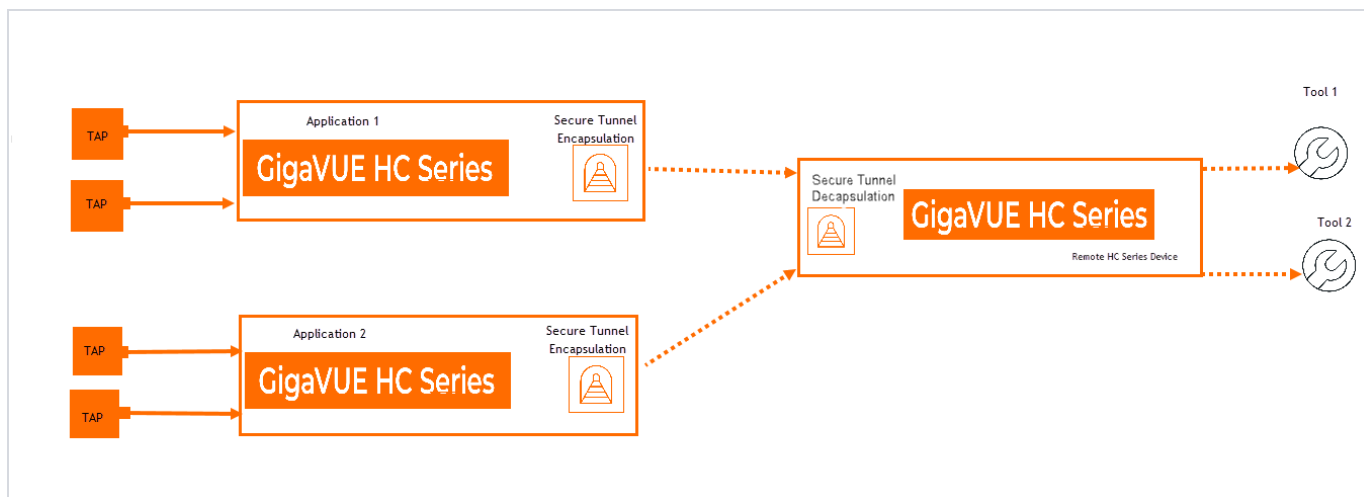 TAP
TAP
Application 1
GigaVUE HC Series
Secure Tunnel
Encapsulation
TAP
TAP
Application 2
GigaVUE HC Series
Secure Tunnel
Encapsulation
Secure Tunnel
Decapsulation
GigaVUE HC Series
Remote HC Series Device
Tool 1
Tool 2